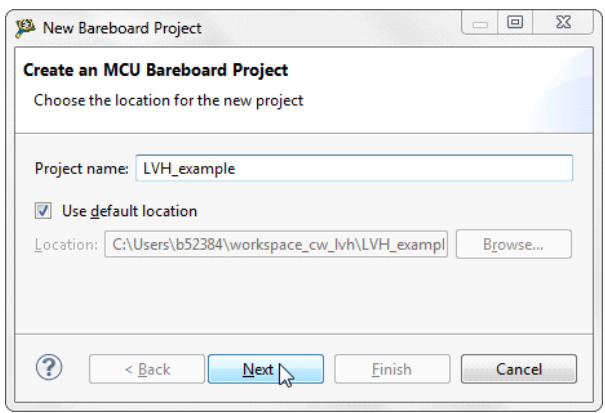 New Bareboard Project
Create an MCU Bareboard Project
Choose the location for the new project
Project name: LVH_example
Use default location
Location: C:\Users\b52384\workspace_cw_lvh\LVH_exampl Browse...
? < Back Next Finish Cancel